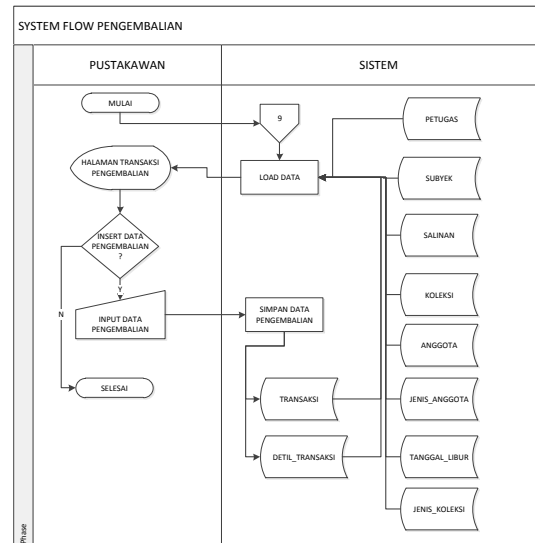 SYSTEM FLOW PENGEMBALIAN
PUSTAKAWAN
SISTEM
MULAI
9
PETUGAS
HALAMAN TRANSAKSI
PENGEMBALIAN
LOAD DATA
SUBYEK
SALINAN
INSERT DATA
PENGEMBALIAN
?
Y
N
INPUT DATA
PENGEMBALIAN
SIMPAN DATA
PENGEMBALIAN
KOLEKSI
ANGGOTA
SELESAI
TRANSAKSI
JENIS_ANGGOTA
DETIL_TRANSAKSI
TANGGAL_LIBUR
JENIS_KOLEKSI
Phase